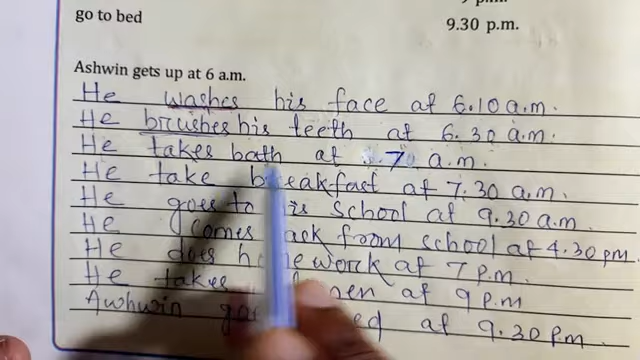 go to bed
9.30 p.m.
Ashwin gets up at 6 a.m.
He washes his face at 6.10 a.m.
He brushes his teeth at 6.30 a.m.
He takes bath at a.m.
He take breakfast at 7.30 a.m.
He goes to his school at 9.30 a.m.
He comes back from school at 4.30 pm.
He does homework at 7 p.m.
He takes at 9 p.m
Awhwin at 9.30 pm.